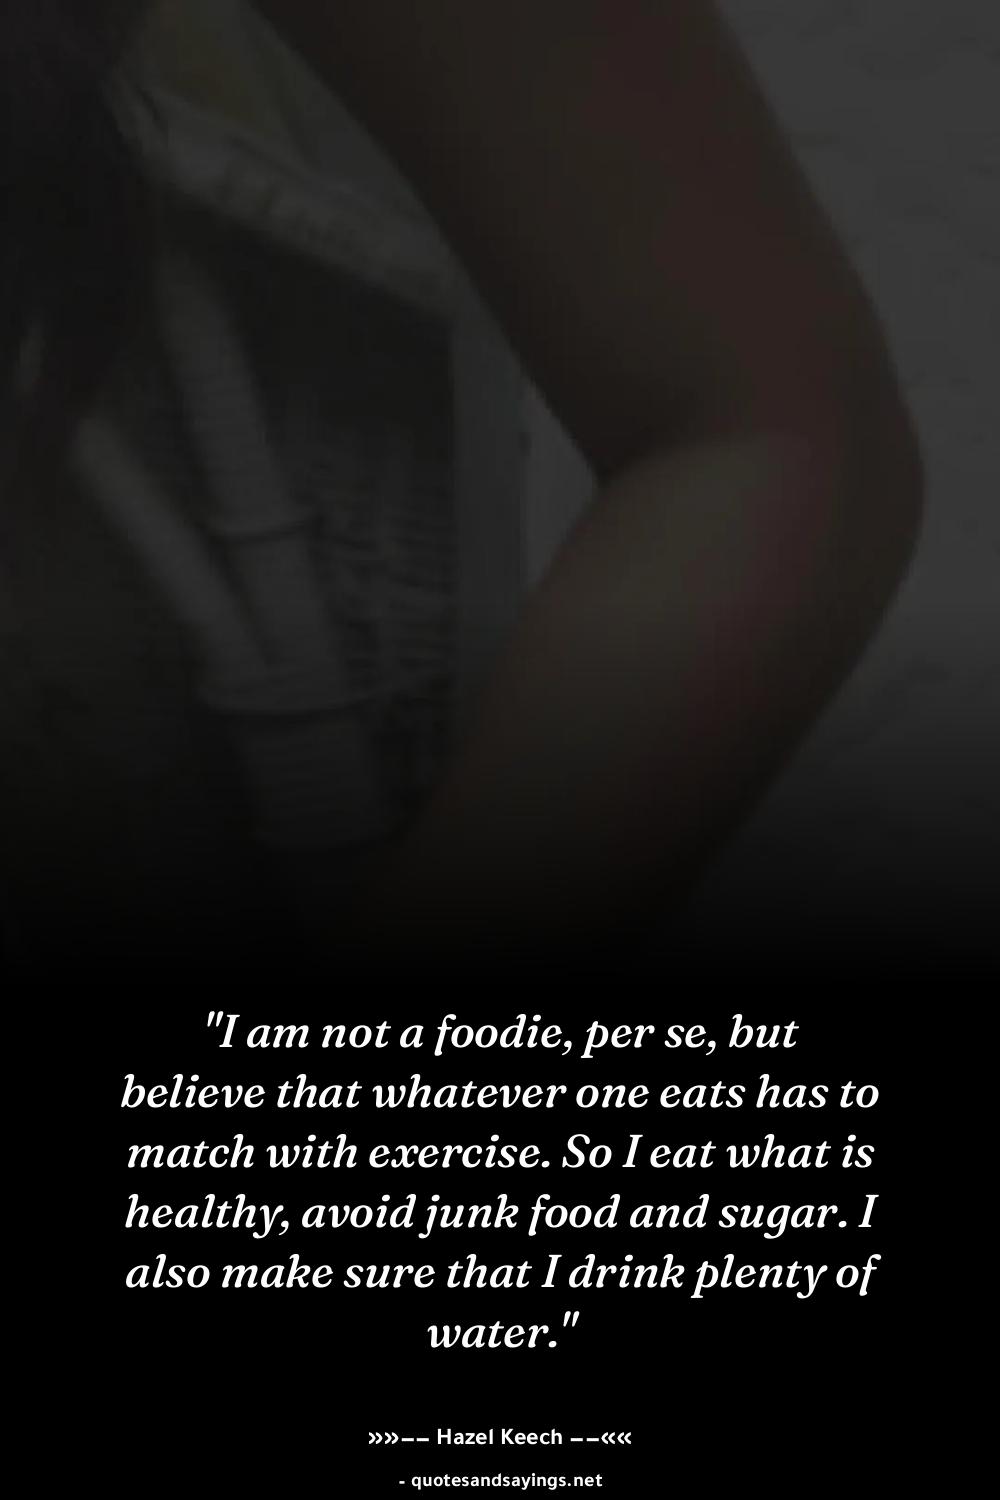 "I am not a foodie, per se, but
believe that whatever one eats has to
match with exercise. So I eat what is
healthy, avoid junk food and sugar. I
also make sure that I drink plenty of
water."
»»−− Hazel Keech −−««
- quotesandsayings.net